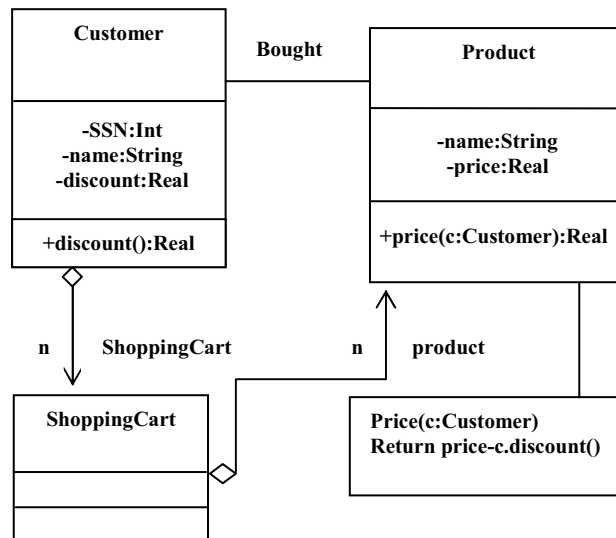 Customer
-SSN:Int
-name:String
-discount:Real
+discount():Real
Bought
Product
-name:String
-price:Real
+price(c:Customer):Real
n ShoppingCart
n product
ShoppingCart
Price(c:Customer)
Return price-c.discount()